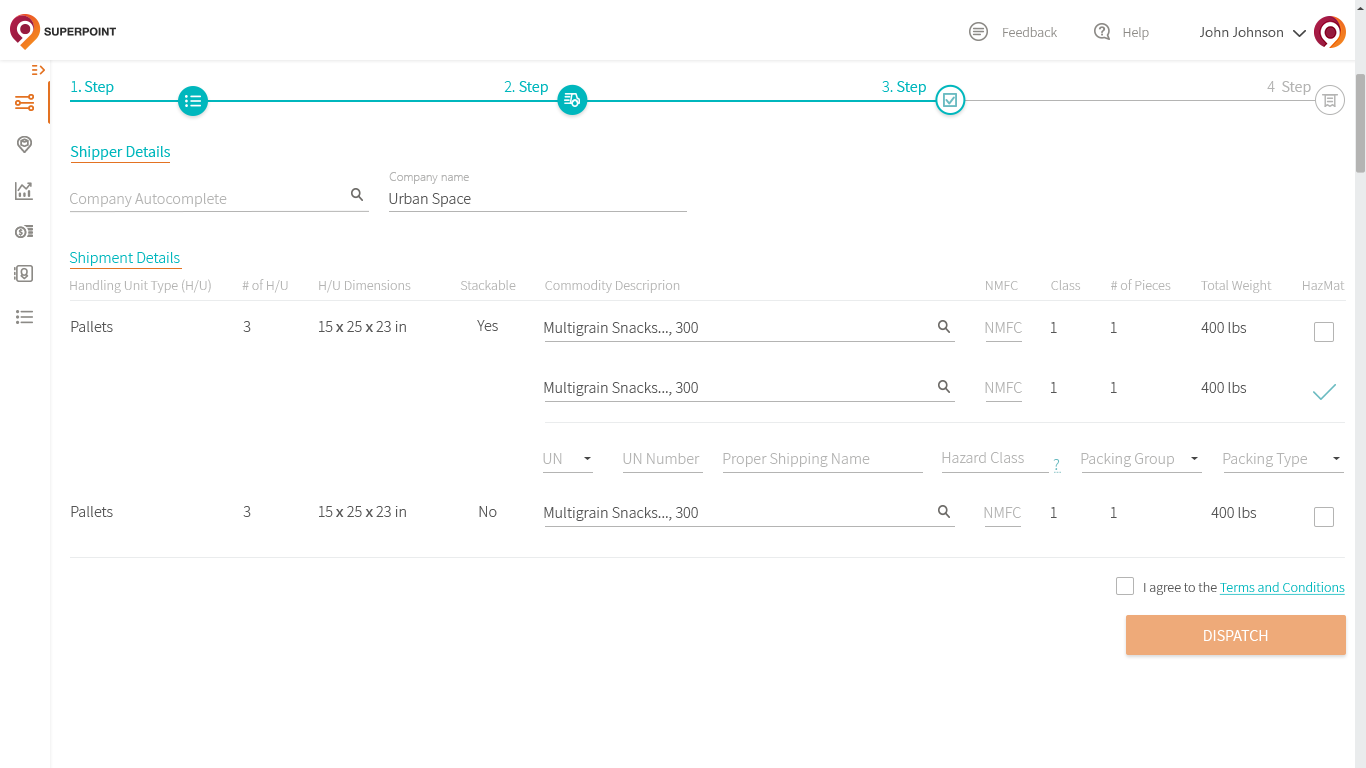 SUPERPOINT
Feedback Help John Johnson
1. Step 2. Step 3. Step 4 Step
Shipper Details
Company name
Company Autocomplete Urban Space
Shipment Details
Handling Unit Type (H/U) # of H/U H/U Dimensions Stackable Commodity Descriprion NMFC Class # of Pieces Total Weight HazMat
Pallets 3 15 x 25 x 23 in Yes Multigrain Snacks..., 300 NMFC 1 1 400 lbs
Multigrain Snacks..., 300 NMFC 1 1 400 lbs
UN UN Number Proper Shipping Name Hazard Class ? Packing Group Packing Type
Pallets 3 15 x 25 x 23 in No Multigrain Snacks..., 300 NMFC 1 1 400 lbs
I agree to the Terms and Conditions
DISPATCH